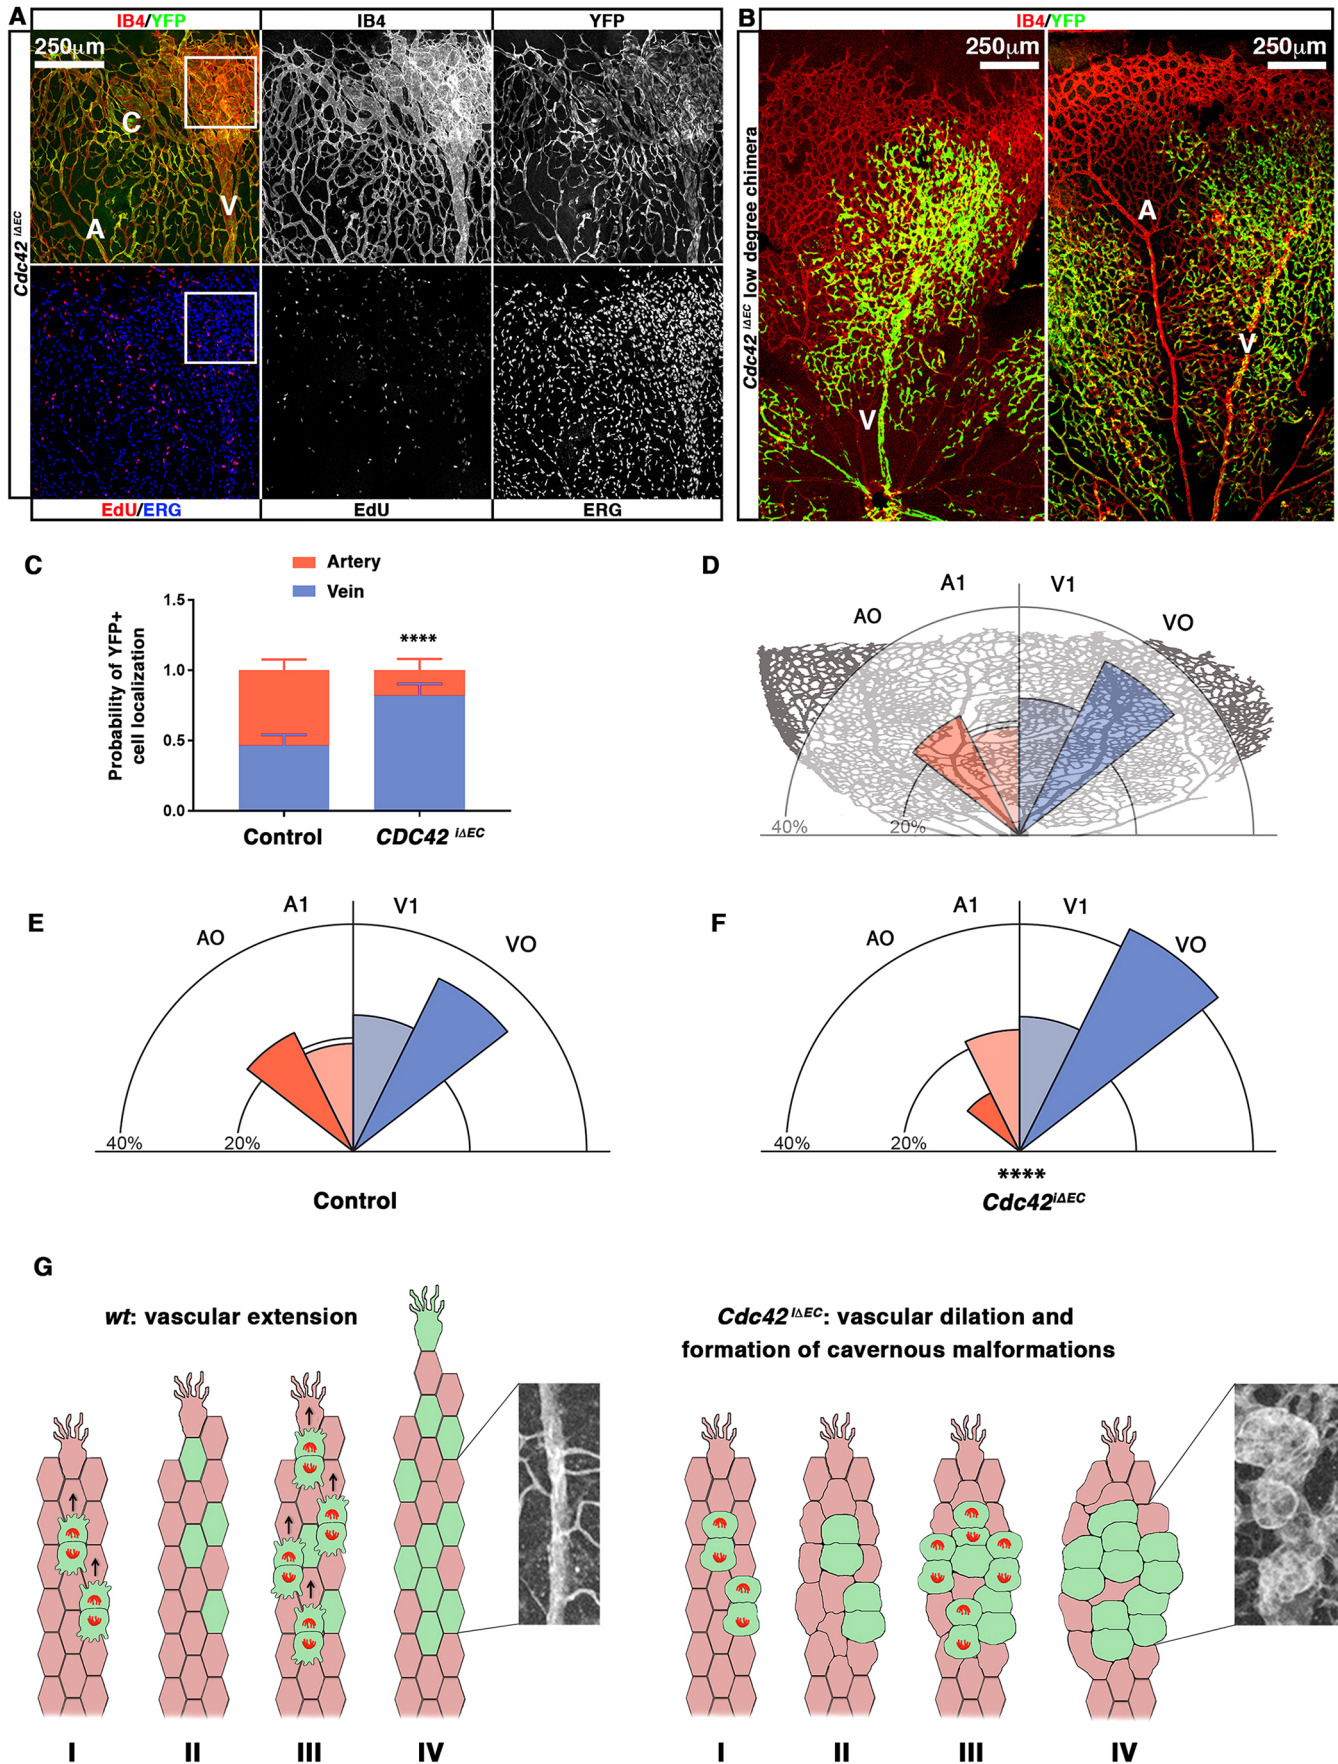 A
IB4/YFP
IB4
YFP
Cdc42 iΔEC
250μm
C
A
V
EdU/ERG
EdU
ERG
B
IB4/YFP
Cdc42 iΔEC low degree chimera
250μm
250μm
V
A
V
C
Artery
Vein
Probability of YFP+
cell localization
1.5
1.0
0.5
0.0
****
Control
CDC42 iΔEC
D
A1
V1
AO
VO
40%
20%
E
A1
V1
AO
VO
40%
20%
Control
F
A1
V1
AO
VO
40%
20%
****
Cdc42iΔEC
G
wt: vascular extension
Cdc42 iΔEC: vascular dilation and
formation of cavernous malformations
I
II
III
IV
I
II
III
IV